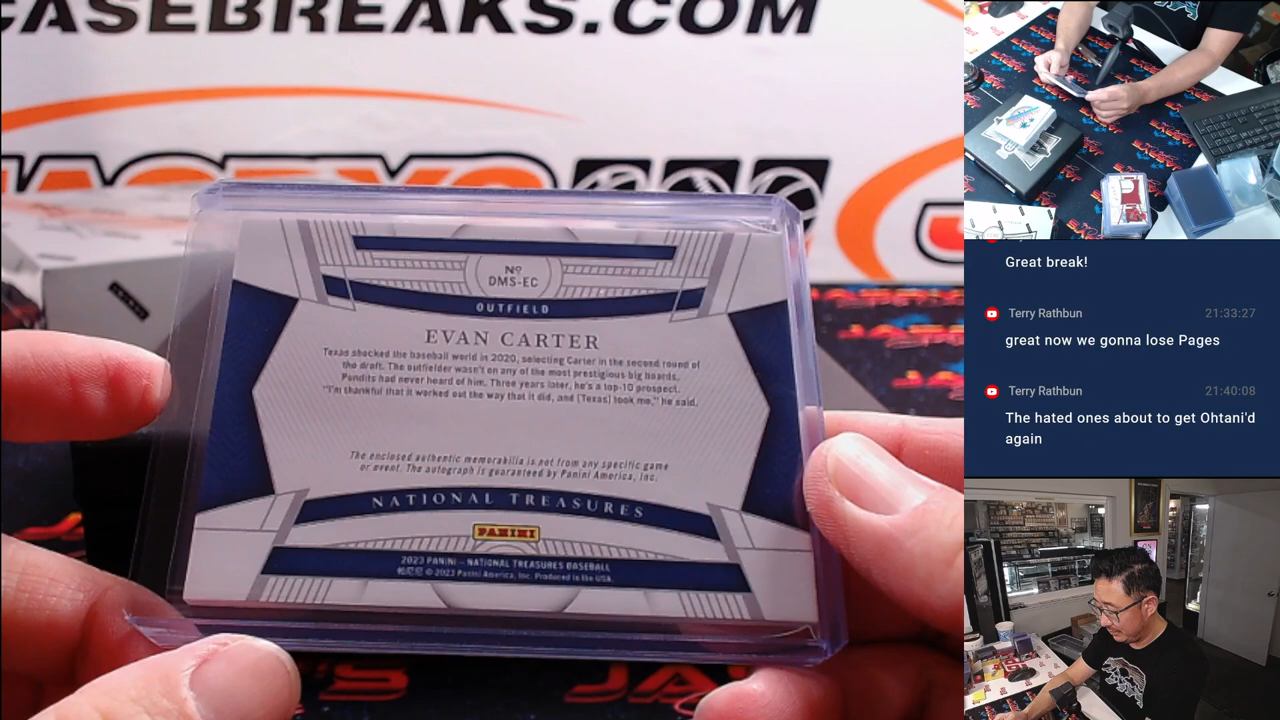 CASEBREAKS.COM
Nº
DMS-EC
OUTFIELD
EVAN CARTER
Texas shocked the baseball world in 2020, selecting Carter in the second round of
the draft. The outfielder wasn't on any of the most prestigious big boards.
Pundits had never heard of him. Three years later, he's a top-10 prospect.
"I'm thankful that it worked out the way that it did, and [Texas] took me," he said.
The enclosed authentic memorabilia is not from any specific game
or event. The autograph is guaranteed by Panini America, Inc.
NATIONAL TREASURES
PANINI
2023 PANINI – NATIONAL TREASURES BASEBALL
© 2023 Panini America, Inc. Produced in the USA.
Great break!
Terry Rathbun 21:33:27
great now we gonna lose Pages
Terry Rathbun 21:40:08
The hated ones about to get Ohtani'd
again